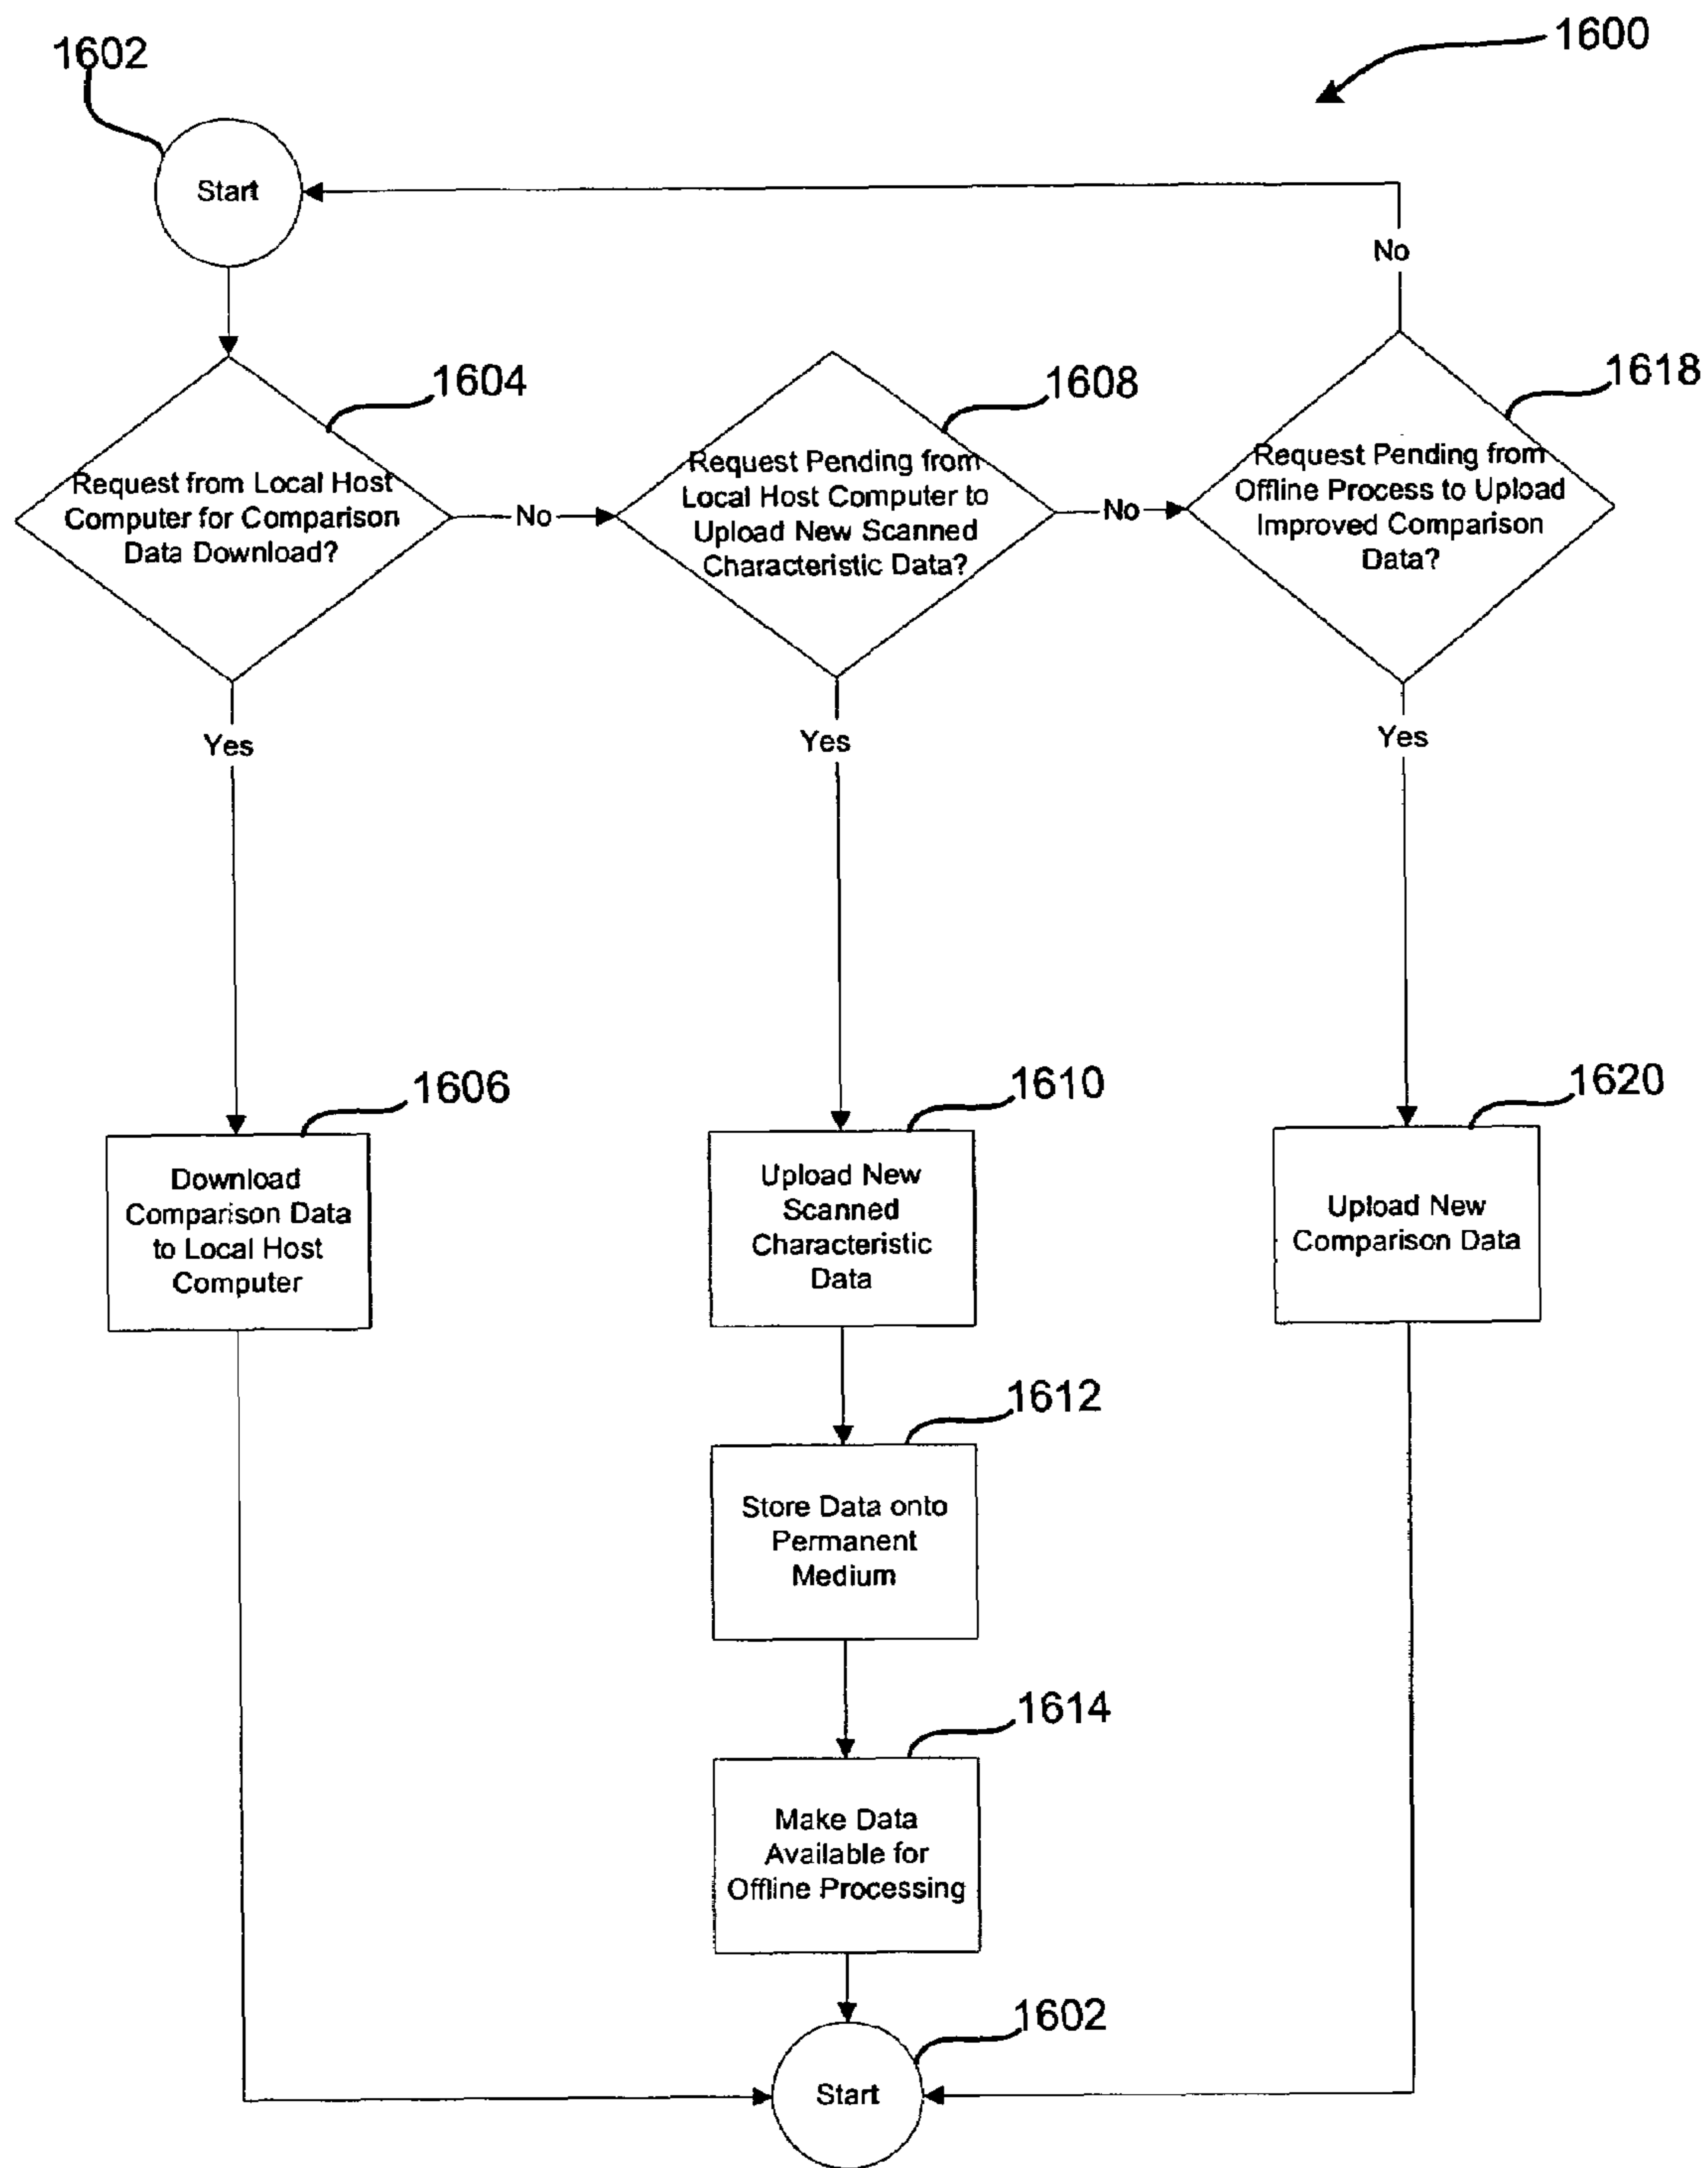 1600
1602
Start
No
1604
Request from Local Host
Computer for Comparison
Data Download?
No
1608
Request Pending from
Local Host Computer to
Upload New Scanned
Characteristic Data?
No
1618
Request Pending from
Offline Process to Upload
Improved Comparison
Data?
Yes
Yes
Yes
1606
Download
Comparison Data
to Local Host
Computer
1610
Upload New
Scanned
Characteristic
Data
1620
Upload New
Comparison Data
1612
Store Data onto
Permanent
Medium
1614
Make Data
Available for
Offline Processing
1602
Start